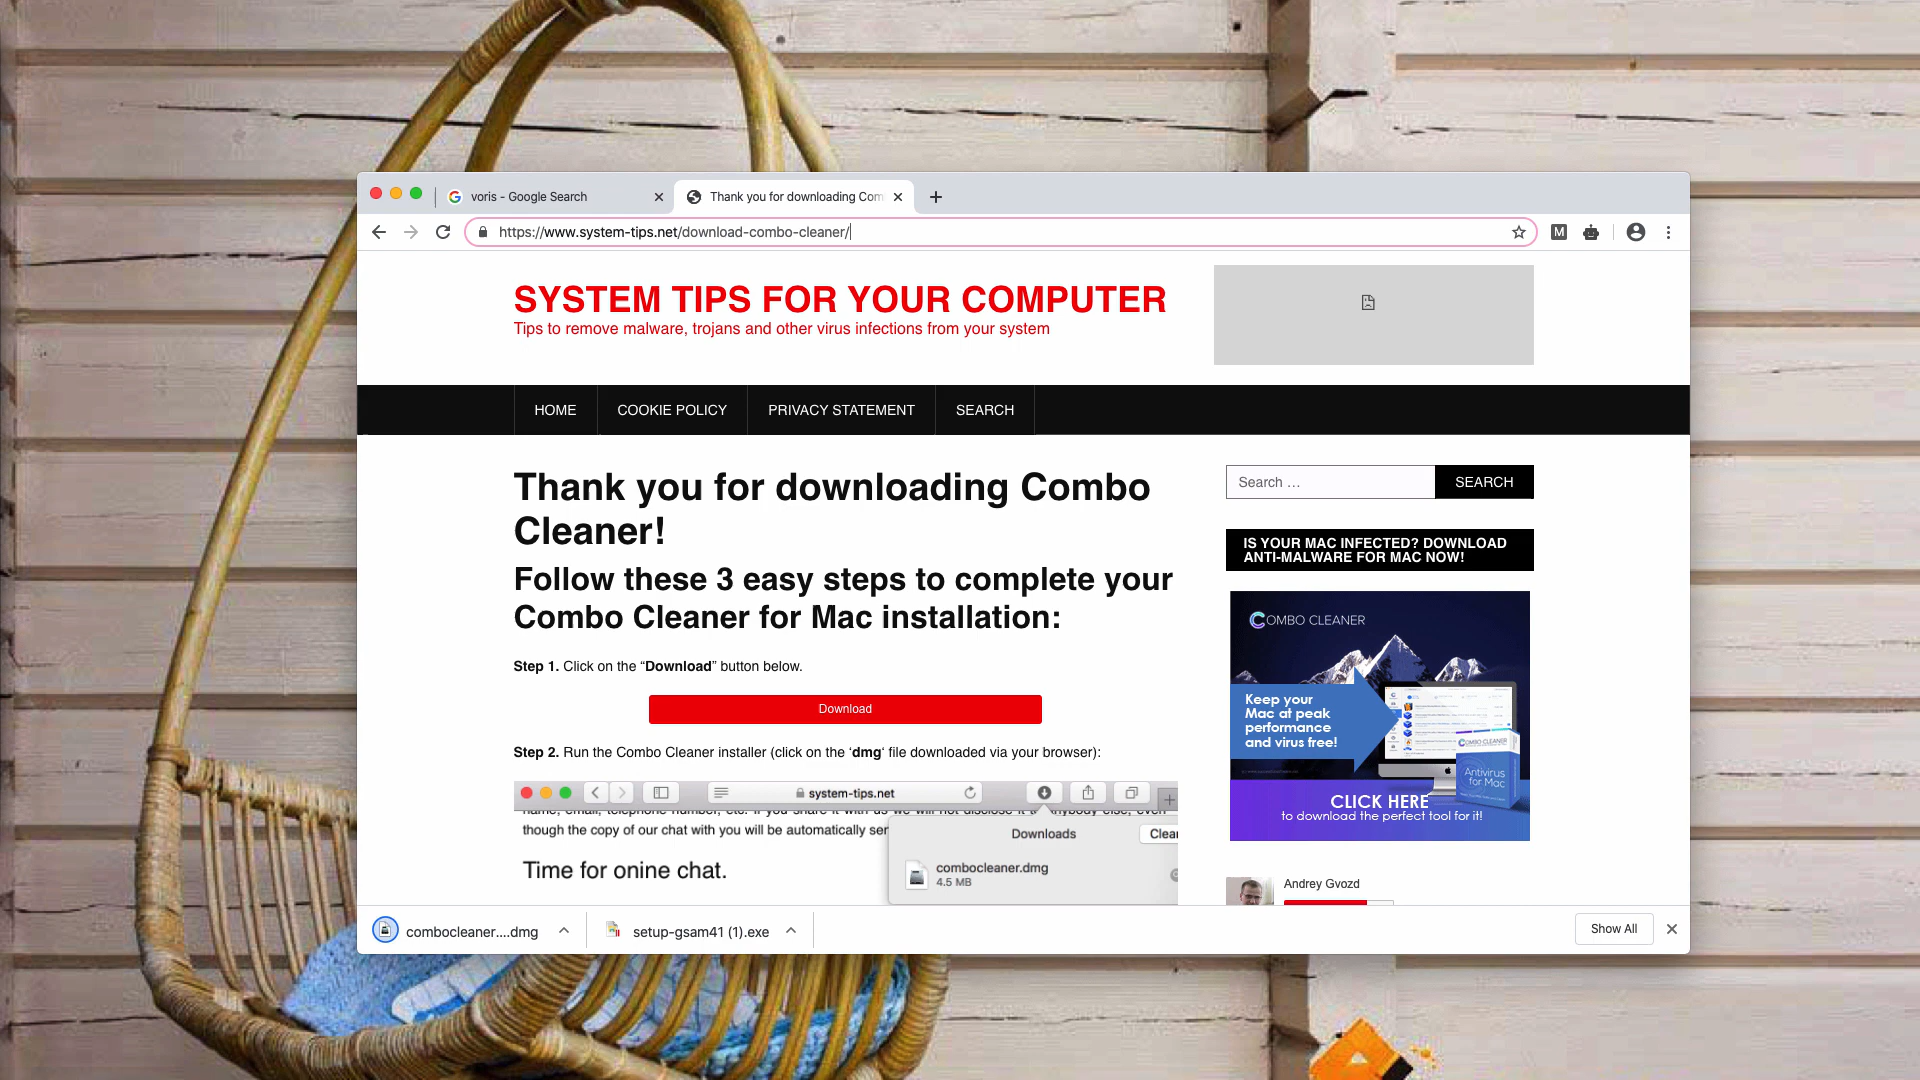 voris - Google Search
Thank you for downloading Com
https://www.system-tips.net/download-combo-cleaner/
SYSTEM TIPS FOR YOUR COMPUTER
Tips to remove malware, trojans and other virus infections from your system
HOME
COOKIE POLICY
PRIVACY STATEMENT
SEARCH
Thank you for downloading Combo
Cleaner!
Follow these 3 easy steps to complete your
Combo Cleaner for Mac installation:
Step 1. Click on the “Download” button below.
Download
Step 2. Run the Combo Cleaner installer (click on the ‘dmg‘ file downloaded via your browser):
system-tips.net
though the copy of our chat with you will be automatically ser
Downloads
Clear
combocleaner.dmg
4.5 MB
Time for onine chat.
Search …
SEARCH
IS YOUR MAC INFECTED? DOWNLOAD
ANTI-MALWARE FOR MAC NOW!
COMBO CLEANER
Keep your
Mac at peak
performance
and virus free!
COMBO CLEANER
Antivirus
for Mac
CLICK HERE
to download the perfect tool for it!
Andrey Gvozd
combocleaner....dmg
setup-gsam41 (1).exe
Show All